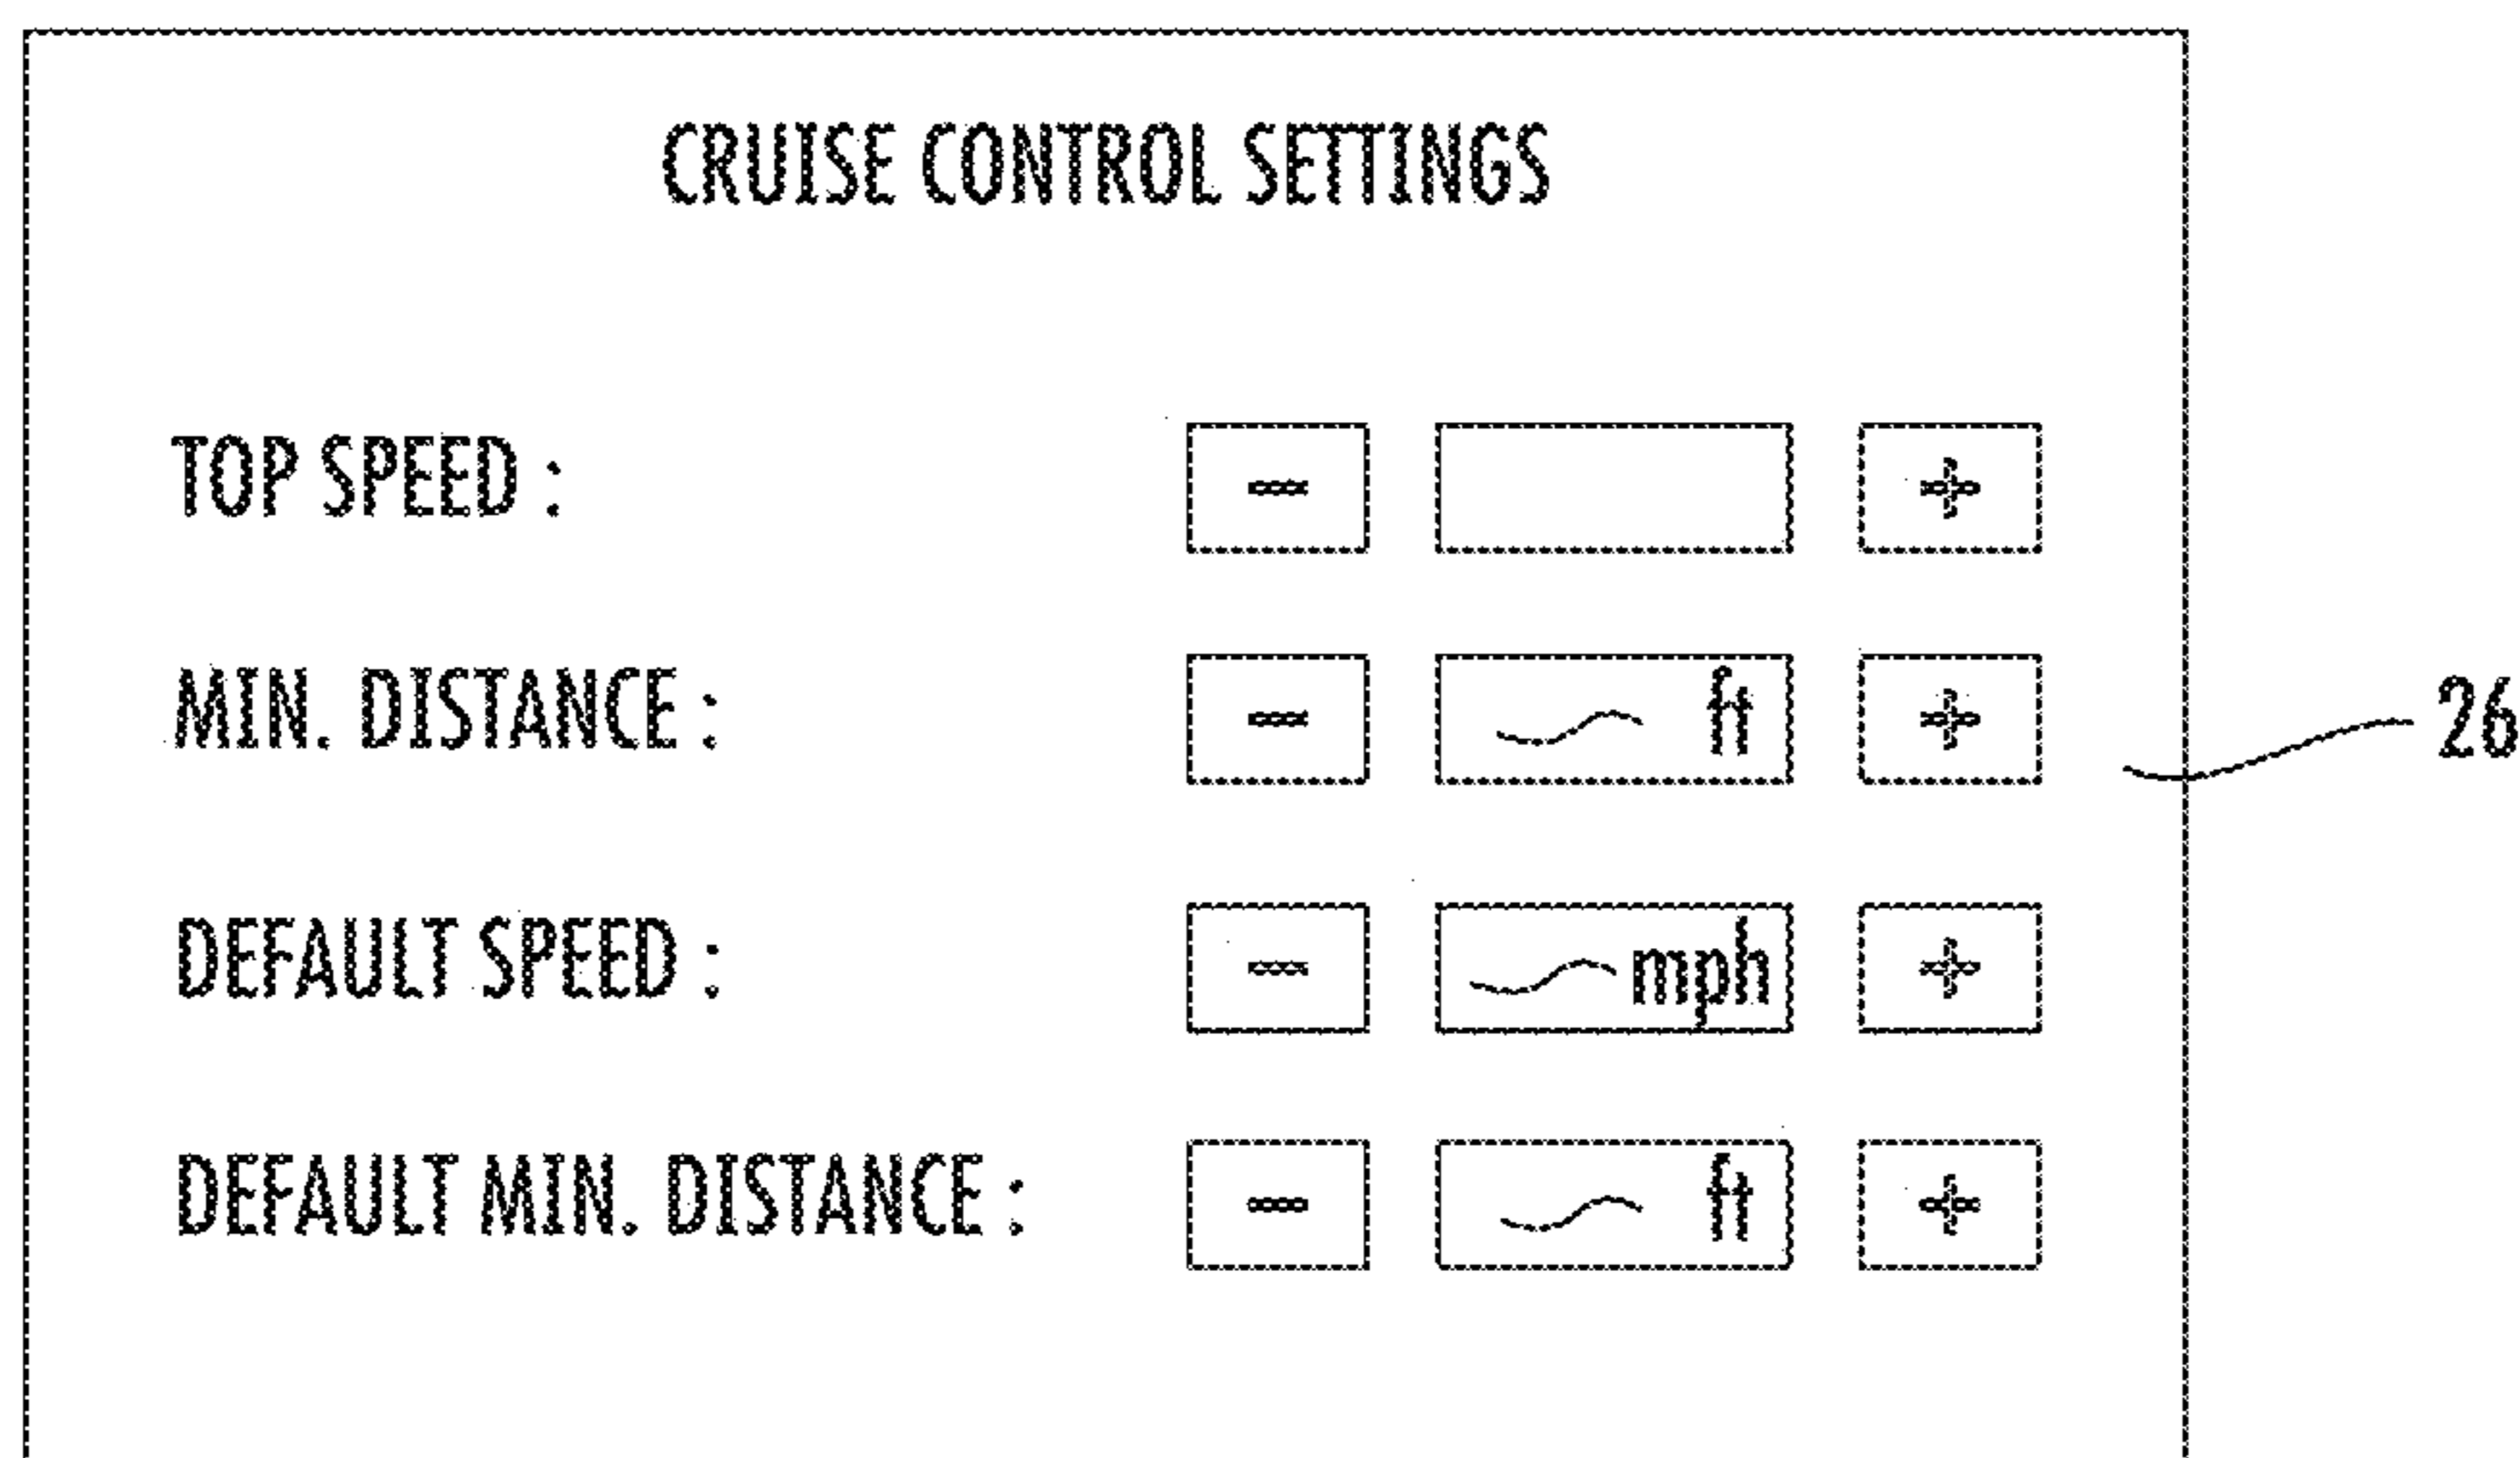 CRUISE CONTROL SETTINGS
TOP SPEED : - +
MIN. DISTANCE : - ft +
26
DEFAULT SPEED : - mph +
DEFAULT MIN. DISTANCE : - ft +